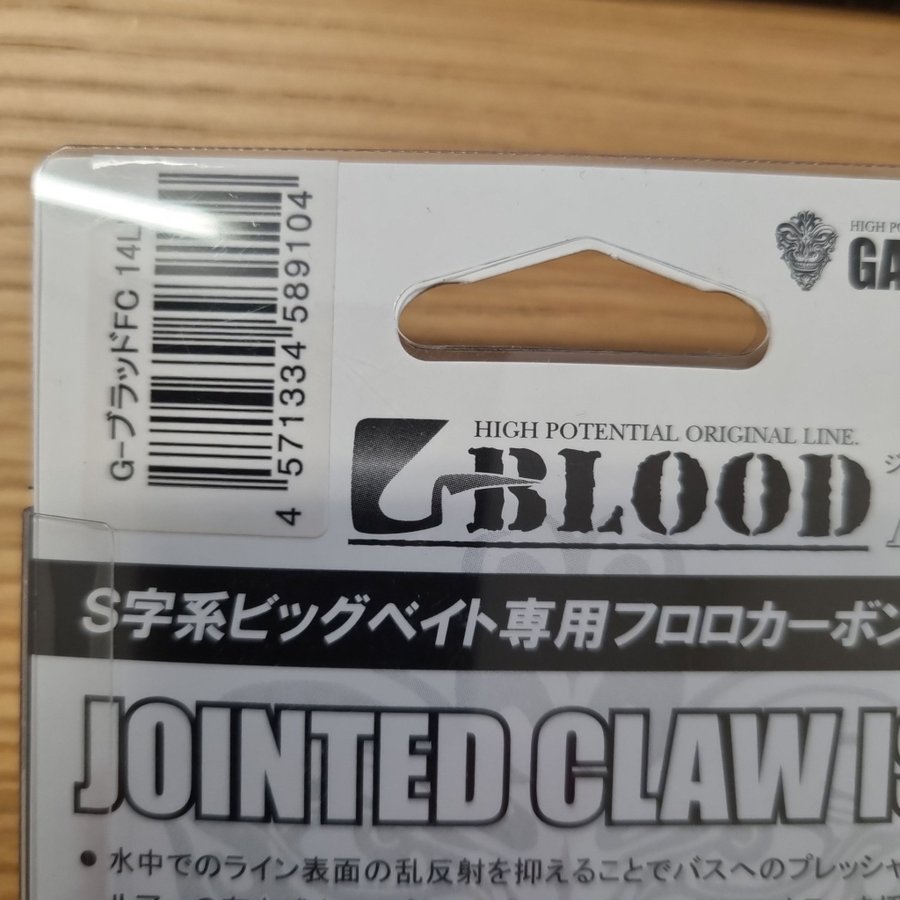 G-ブラッドFC 14L
4 571334 589104
HIGH
GA
HIGH POTENTIAL ORIGINAL LINE.
G BLOOD
S字系ビッグベイト専用フロロカーボン
JOINTED CLAW
水中でのライン表面の乱反射を抑えることでバスへのプレッシャ